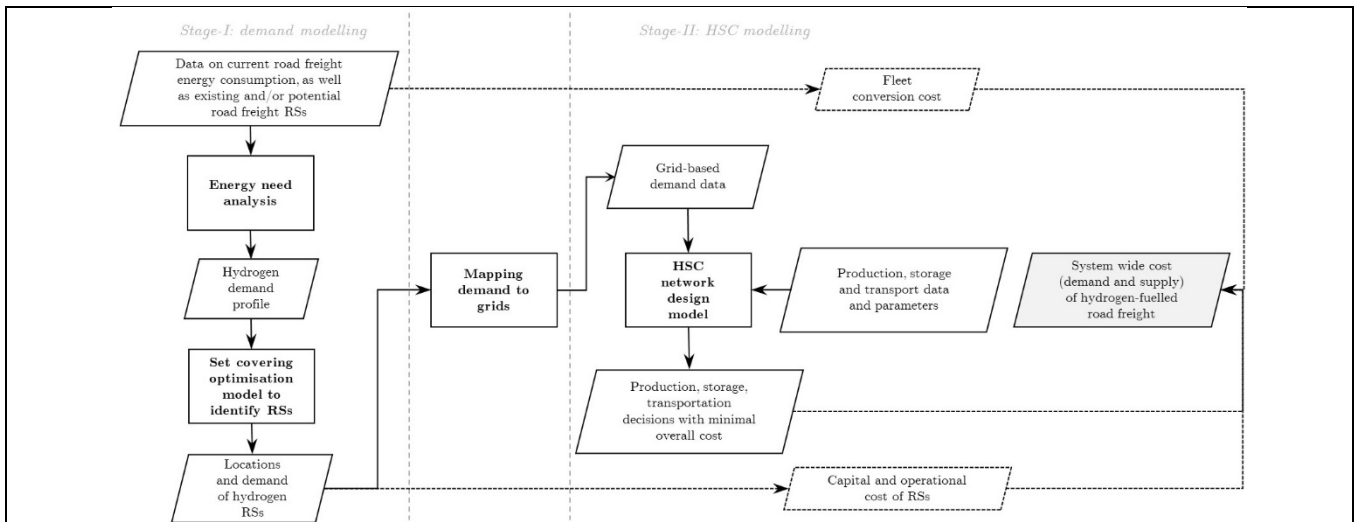 Stage-I: demand modelling
Stage-II: HSC modelling
Data on current road freight
energy consumption, as well
as existing and/or potential
road freight RSs
Fleet
conversion cost
Energy need
analysis
Grid-based
demand data
Hydrogen
demand
profile
Mapping
demand to
grids
HSC
network
design
model
Production, storage
and transport data
and parameters
System wide cost
(demand and supply)
of hydrogen-fuelled
road freight
Set covering
optimisation
model to
identify RSs
Production, storage,
transportation
decisions with minimal
overall cost
Locations
and demand
of hydrogen
RSs
Capital and operational
cost of RSs